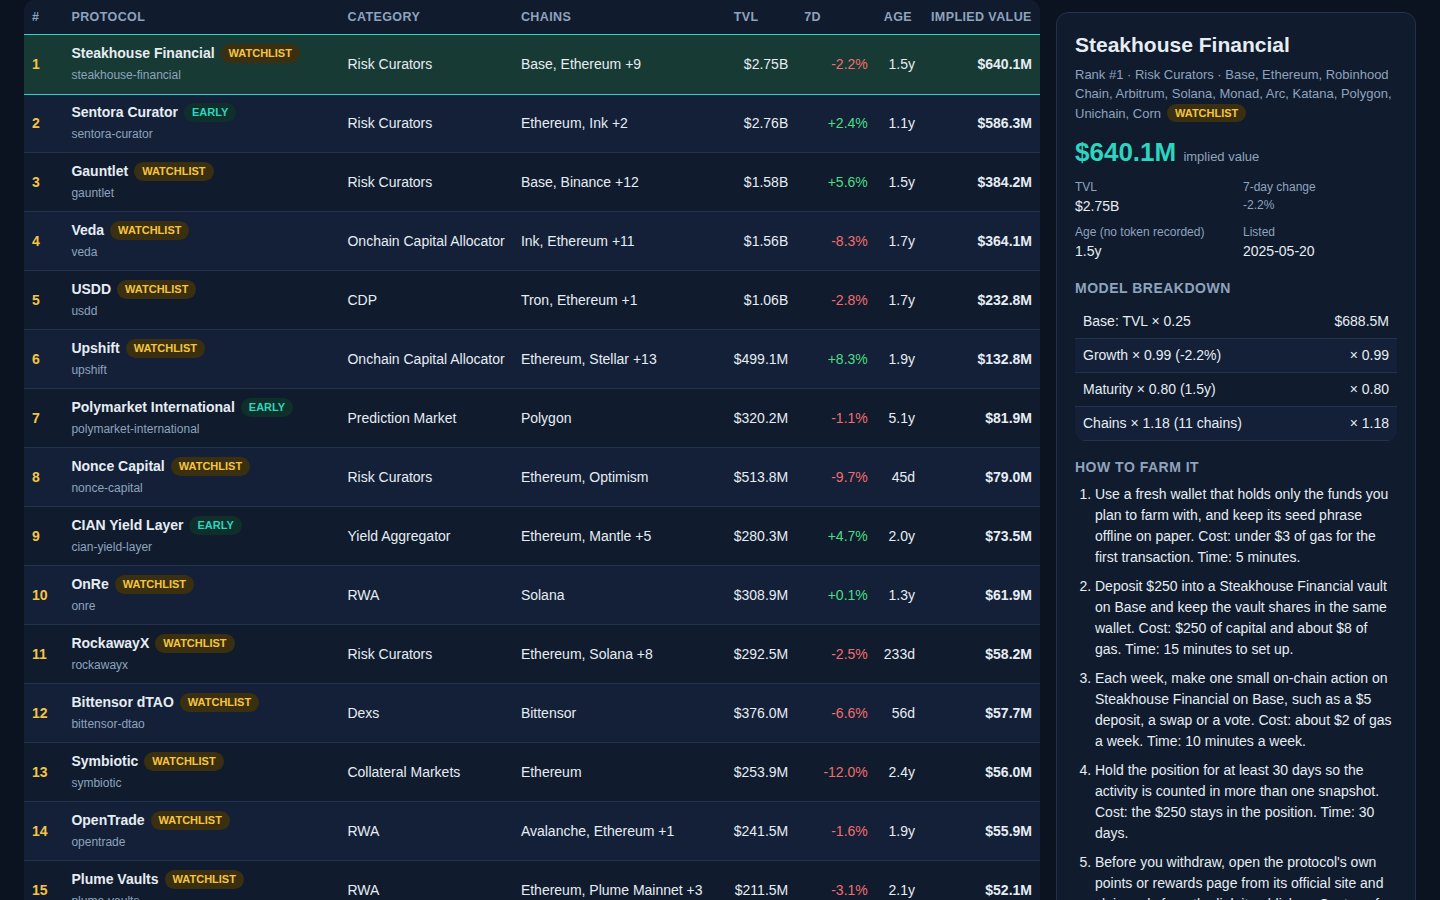 # PROTOCOL CATEGORY CHAINS TVL 7D AGE IMPLIED VALUE
1 Steakhouse Financial WATCHLIST Risk Curators Base, Ethereum +9 $2.75B -2.2% 1.5y $640.1M
steakhouse-financial
2 Sentora Curator EARLY Risk Curators Ethereum, Ink +2 $2.76B +2.4% 1.1y $586.3M
sentora-curator
3 Gauntlet WATCHLIST Risk Curators Base, Binance +12 $1.58B +5.6% 1.5y $384.2M
gauntlet
4 Veda WATCHLIST Onchain Capital Allocator Ink, Ethereum +11 $1.56B -8.3% 1.7y $364.1M
veda
5 USDD WATCHLIST CDP Tron, Ethereum +1 $1.06B -2.8% 1.7y $232.8M
usdd
6 Upshift WATCHLIST Onchain Capital Allocator Ethereum, Stellar +13 $499.1M +8.3% 1.9y $132.8M
upshift
7 Polymarket International EARLY Prediction Market Polygon $320.2M -1.1% 5.1y $81.9M
polymarket-international
8 Nonce Capital WATCHLIST Risk Curators Ethereum, Optimism $513.8M -9.7% 45d $79.0M
nonce-capital
9 CIAN Yield Layer EARLY Yield Aggregator Ethereum, Mantle +5 $280.3M +4.7% 2.0y $73.5M
cian-yield-layer
10 OnRe WATCHLIST RWA Solana $308.9M +0.1% 1.3y $61.9M
onre
11 RockawayX WATCHLIST Risk Curators Ethereum, Solana +8 $292.5M -2.5% 233d $58.2M
rockawayx
12 Bittensor dTAO WATCHLIST Dexs Bittensor $376.0M -6.6% 56d $57.7M
bittensor-dtao
13 Symbiotic WATCHLIST Collateral Markets Ethereum $253.9M -12.0% 2.4y $56.0M
symbiotic
14 OpenTrade WATCHLIST RWA Avalanche, Ethereum +1 $241.5M -1.6% 1.9y $55.9M
opentrade
15 Plume Vaults WATCHLIST RWA Ethereum, Plume Mainnet +3 $211.5M -3.1% 2.1y $52.1M
Steakhouse Financial
Rank #1 · Risk Curators · Base, Ethereum, Robinhood
Chain, Arbitrum, Solana, Monad, Arc, Katana, Polygon,
Unichain, Corn WATCHLIST
$640.1M implied value
TVL 7-day change
$2.75B -2.2%
Age (no token recorded) Listed
1.5y 2025-05-20
MODEL BREAKDOWN
Base: TVL × 0.25 $688.5M
Growth × 0.99 (-2.2%) × 0.99
Maturity × 0.80 (1.5y) × 0.80
Chains × 1.18 (11 chains) × 1.18
HOW TO FARM IT
1. Use a fresh wallet that holds only the funds you
plan to farm with, and keep its seed phrase
offline on paper. Cost: under $3 of gas for the
first transaction. Time: 5 minutes.
2. Deposit $250 into a Steakhouse Financial vault
on Base and keep the vault shares in the same
wallet. Cost: $250 of capital and about $8 of
gas. Time: 15 minutes to set up.
3. Each week, make one small on-chain action on
Steakhouse Financial on Base, such as a $5
deposit, a swap or a vote. Cost: about $2 of gas
a week. Time: 10 minutes a week.
4. Hold the position for at least 30 days so the
activity is counted in more than one snapshot.
Cost: the $250 stays in the position. Time: 30
days.
5. Before you withdraw, open the protocol's own
points or rewards page from its official site and